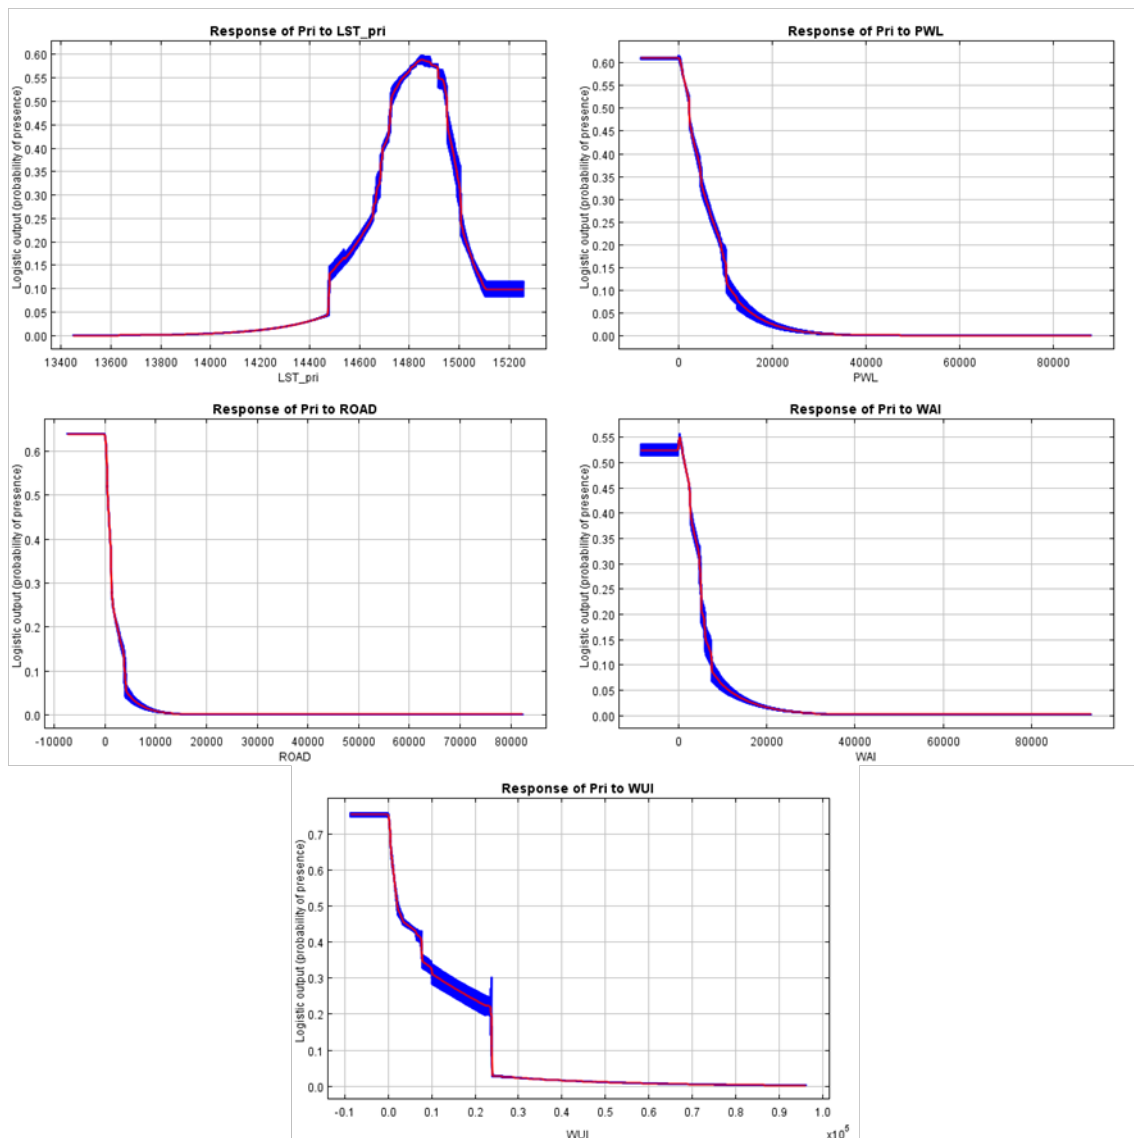 Response of Pri to LST_pri
Logistic output (probability of presence)
0.60
0.55
0.50
0.45
0.40
0.35
0.30
0.25
0.20
0.15
0.10
0.05
0.00
13400 13600 13800 14000 14200 14400 14600 14800 15000 15200
LST_pri
Response of Pri to PWL
Logistic output (probability of presence)
0.60
0.55
0.50
0.45
0.40
0.35
0.30
0.25
0.20
0.15
0.10
0.05
0.00
0 20000 40000 60000 80000
PWL
Response of Pri to ROAD
Logistic output (probability of presence)
0.6
0.5
0.4
0.3
0.2
0.1
0.0
-10000 0 10000 20000 30000 40000 50000 60000 70000 80000
ROAD
Response of Pri to WAI
Logistic output (probability of presence)
0.55
0.50
0.45
0.40
0.35
0.30
0.25
0.20
0.15
0.10
0.05
0.00
0 20000 40000 60000 80000
WAI
Response of Pri to WUI
Logistic output (probability of presence)
0.7
0.6
0.5
0.4
0.3
0.2
0.1
0.0
-0.1 0.0 0.1 0.2 0.3 0.4 0.5 0.6 0.7 0.8 0.9 1.0
x10^5
WUI